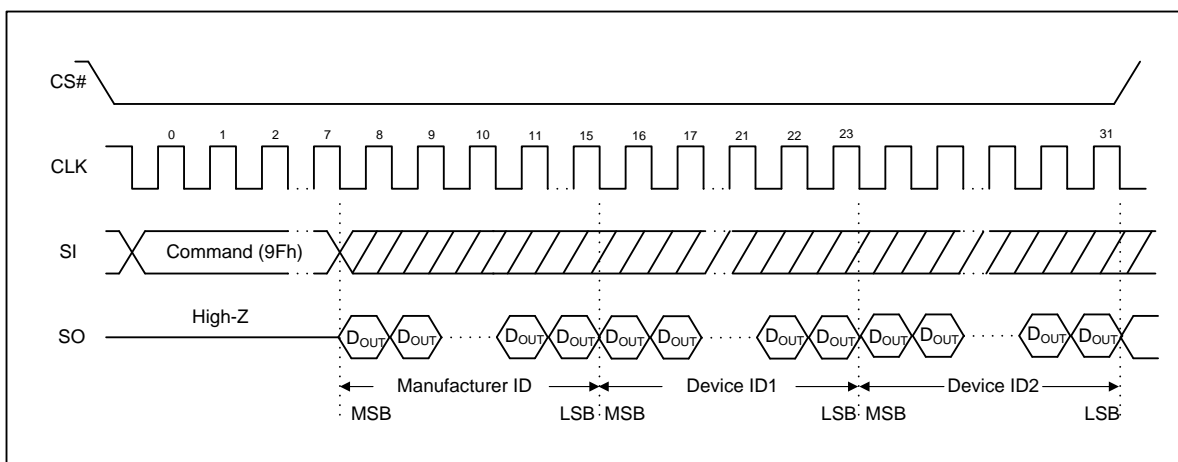 CS#
0 1 2 7 8 9 10 11 15 16 17 21 22 23 31
CLK
SI Command (9Fh)
High-Z
SO DOUT DOUT DOUT DOUT DOUT DOUT DOUT DOUT DOUT DOUT DOUT DOUT
Manufacturer ID Device ID1 Device ID2
MSB LSB MSB LSB MSB LSB